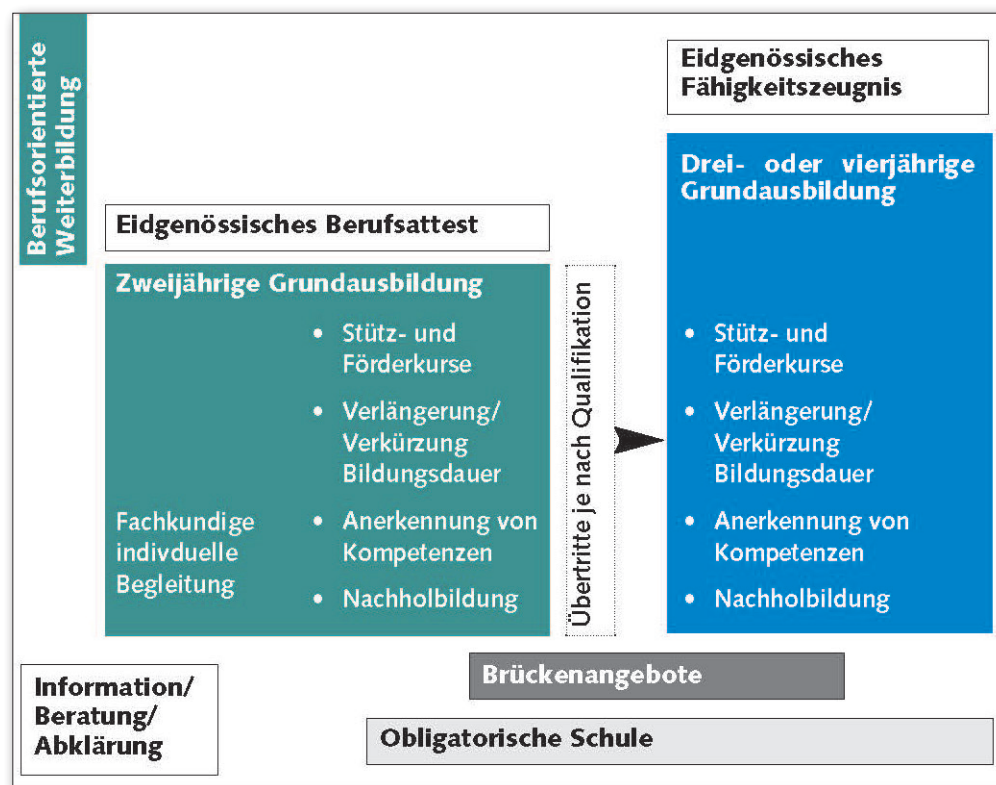 Berufsorientierte
Weiterbildung
Eidgenössisches
Fähigkeitszeugnis
Drei- oder vierjährige
Grundausbildung
Eidgenössisches Berufsattest
Zweijährige Grundausbildung
• Stütz- und
Förderkurse
• Verlängerung/
Verkürzung
Bildungsdauer
Fachkundige
indivduelle
Begleitung
• Anerkennung von
Kompetenzen
• Nachholbildung
Übertritte je nach Qualifikation
• Stütz- und
Förderkurse
• Verlängerung/
Verkürzung
Bildungsdauer
• Anerkennung von
Kompetenzen
• Nachholbildung
Brückenangebote
Information/
Beratung/
Abklärung
Obligatorische Schule